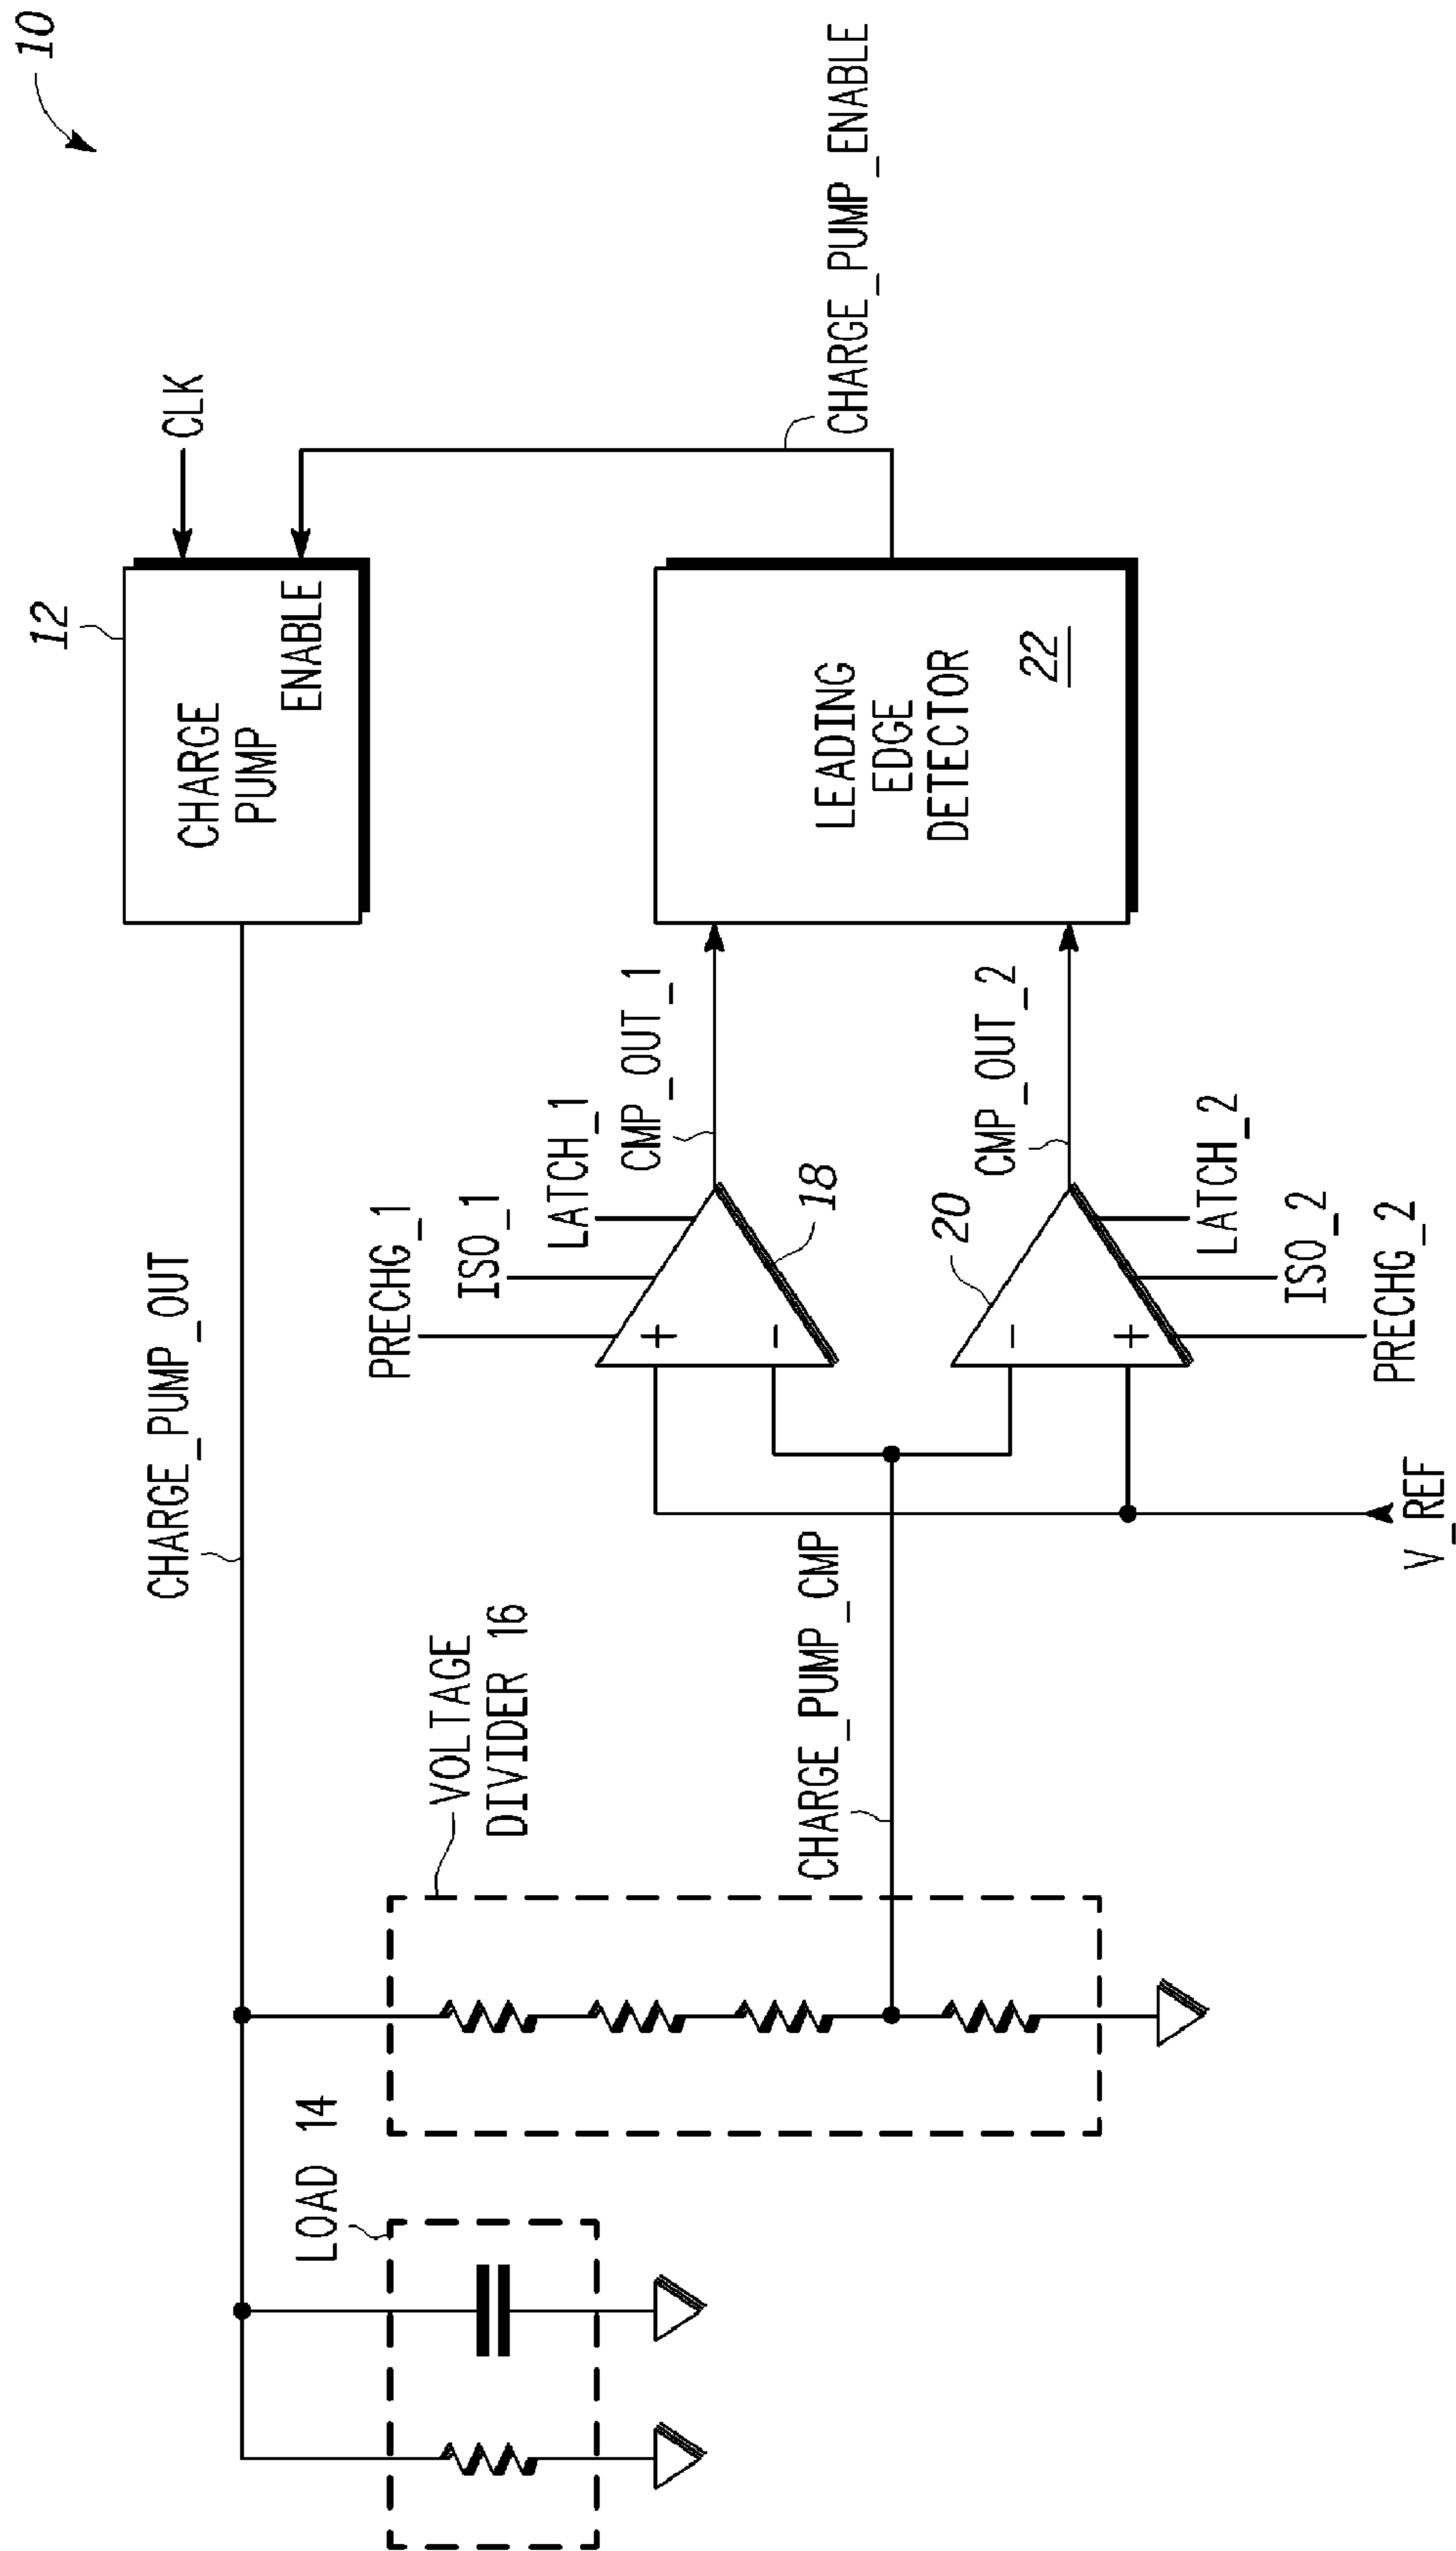 10
LOAD 14
CHARGE_PUMP_OUT
12
CHARGE
PUMP
ENABLE
CLK
VOLTAGE
DIVIDER 16
PRECHG_1
ISO_1
LATCH_1
CMP_OUT_1
+
-
18
CHARGE_PUMP_CMP
LEADING
EDGE
DETECTOR
22
CHARGE_PUMP_ENABLE
20
-
+
CMP_OUT_2
LATCH_2
ISO_2
PRECHG_2
V_REF